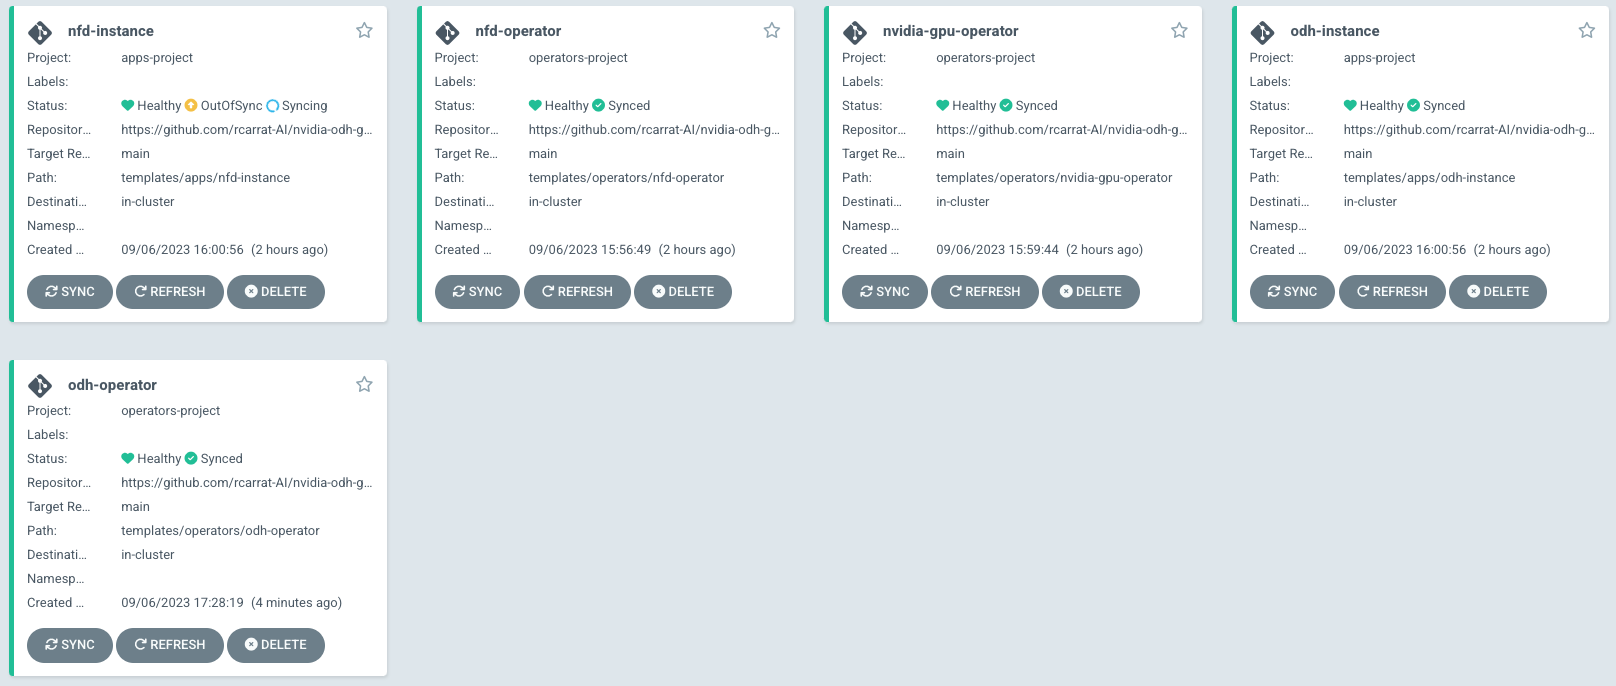 nfd-instance
Project: apps-project
Labels:
Status: Healthy OutOfSync Syncing
Repositor... https://github.com/rcarrat-AI/nvidia-odh-g...
Target Re... main
Path: templates/apps/nfd-instance
Destinati... in-cluster
Namesp...
Created ... 09/06/2023 16:00:56 (2 hours ago)
SYNC REFRESH DELETE
nfd-operator
Project: operators-project
Labels:
Status: Healthy Synced
Repositor... https://github.com/rcarrat-AI/nvidia-odh-g...
Target Re... main
Path: templates/operators/nfd-operator
Destinati... in-cluster
Namesp...
Created ... 09/06/2023 15:56:49 (2 hours ago)
SYNC REFRESH DELETE
nvidia-gpu-operator
Project: operators-project
Labels:
Status: Healthy Synced
Repositor... https://github.com/rcarrat-AI/nvidia-odh-g...
Target Re... main
Path: templates/operators/nvidia-gpu-operator
Destinati... in-cluster
Namesp...
Created ... 09/06/2023 15:59:44 (2 hours ago)
SYNC REFRESH DELETE
odh-instance
Project: apps-project
Labels:
Status: Healthy Synced
Repositor... https://github.com/rcarrat-AI/nvidia-odh-g...
Target Re... main
Path: templates/apps/odh-instance
Destinati... in-cluster
Namesp...
Created ... 09/06/2023 16:00:56 (2 hours ago)
SYNC REFRESH DELETE
odh-operator
Project: operators-project
Labels:
Status: Healthy Synced
Repositor... https://github.com/rcarrat-AI/nvidia-odh-g...
Target Re... main
Path: templates/operators/odh-operator
Destinati... in-cluster
Namesp...
Created ... 09/06/2023 17:28:19 (4 minutes ago)
SYNC REFRESH DELETE